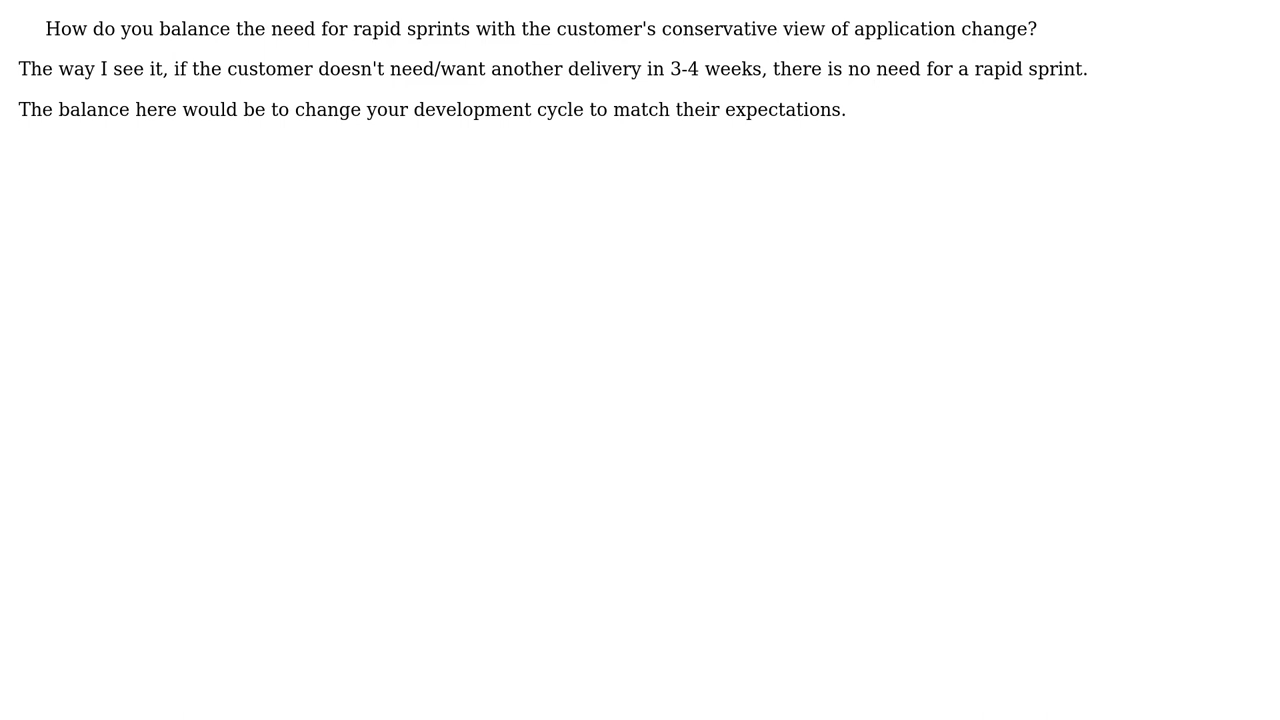 How do you balance the need for rapid sprints with the customer's conservative view of application change?
The way I see it, if the customer doesn't need/want another delivery in 3-4 weeks, there is no need for a rapid sprint.
The balance here would be to change your development cycle to match their expectations.